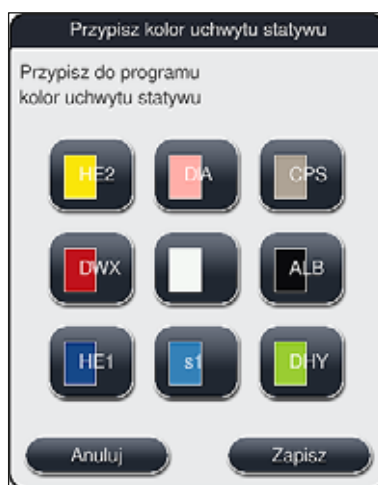 Przypisz kolor uchwytu statywu
Przypisz do programu
kolor uchwytu statywu
HE2 DIA CPS
DWX ALB
HE1 s1 DHY
Anuluj Zapisz